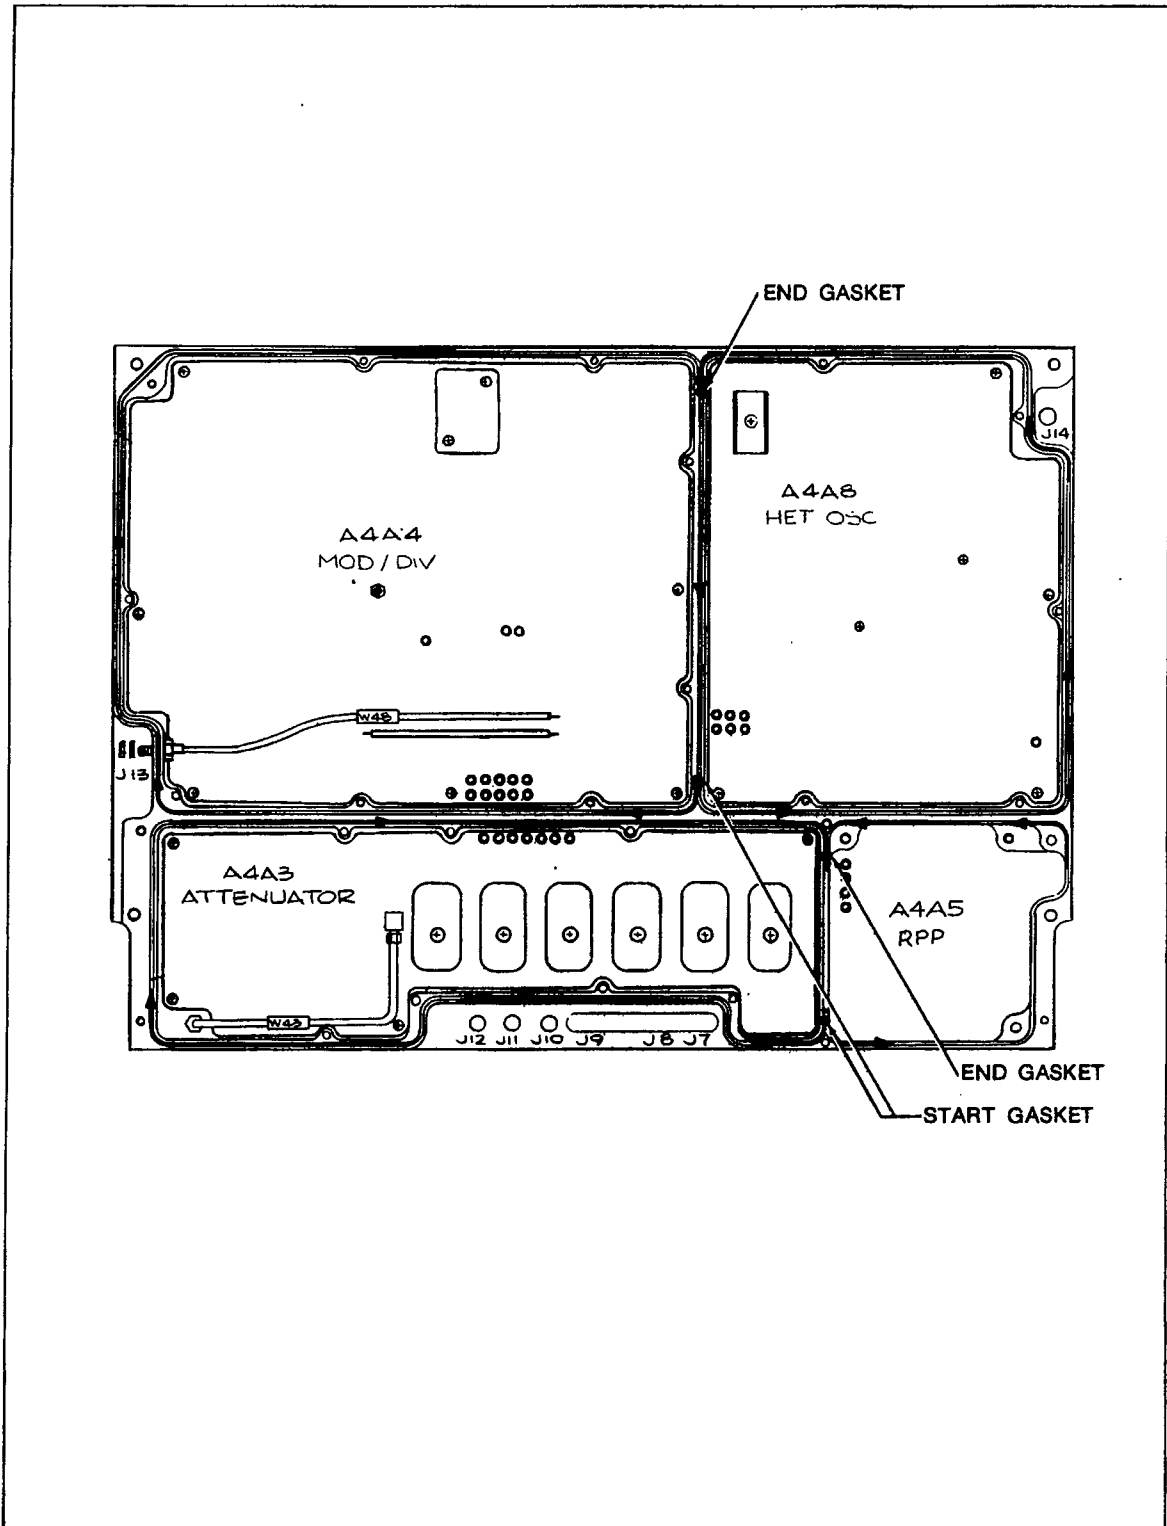 END GASKET
J14
A4A8
HET OSC
A4A4
MOD / DIV
W48
J13
A4A3
ATTENUATOR
A4A5
RPP
W43
J12 J11 J10 J9 J8 J7
END GASKET
START GASKET